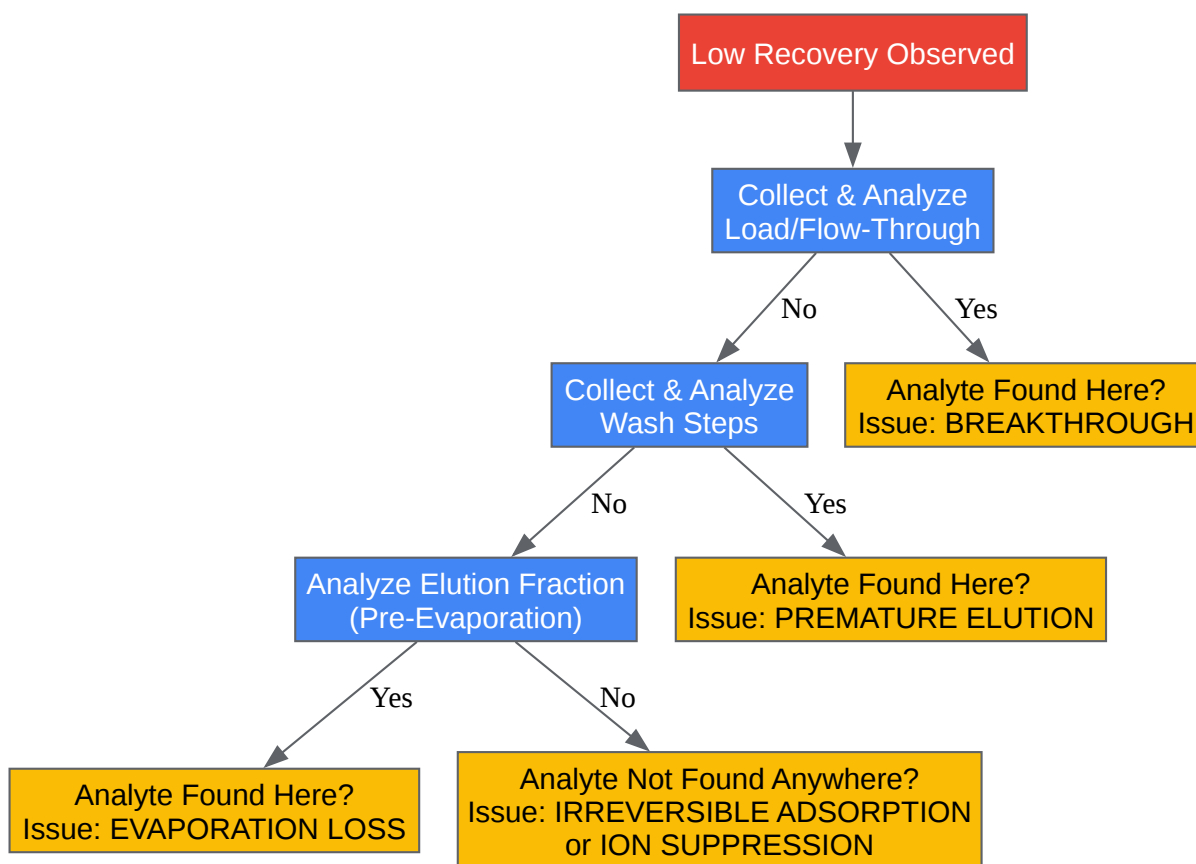 Low Recovery Observed
Collect & Analyze
Load/Flow-Through
No
Yes
Collect & Analyze
Wash Steps
Analyte Found Here?
Issue: BREAKTHROUGH
No
Yes
Analyze Elution Fraction
(Pre-Evaporation)
Analyte Found Here?
Issue: PREMATURE ELUTION
Yes
No
Analyte Found Here?
Issue: EVAPORATION LOSS
Analyte Not Found Anywhere?
Issue: IRREVERSIBLE ADSORPTION
or ION SUPPRESSION